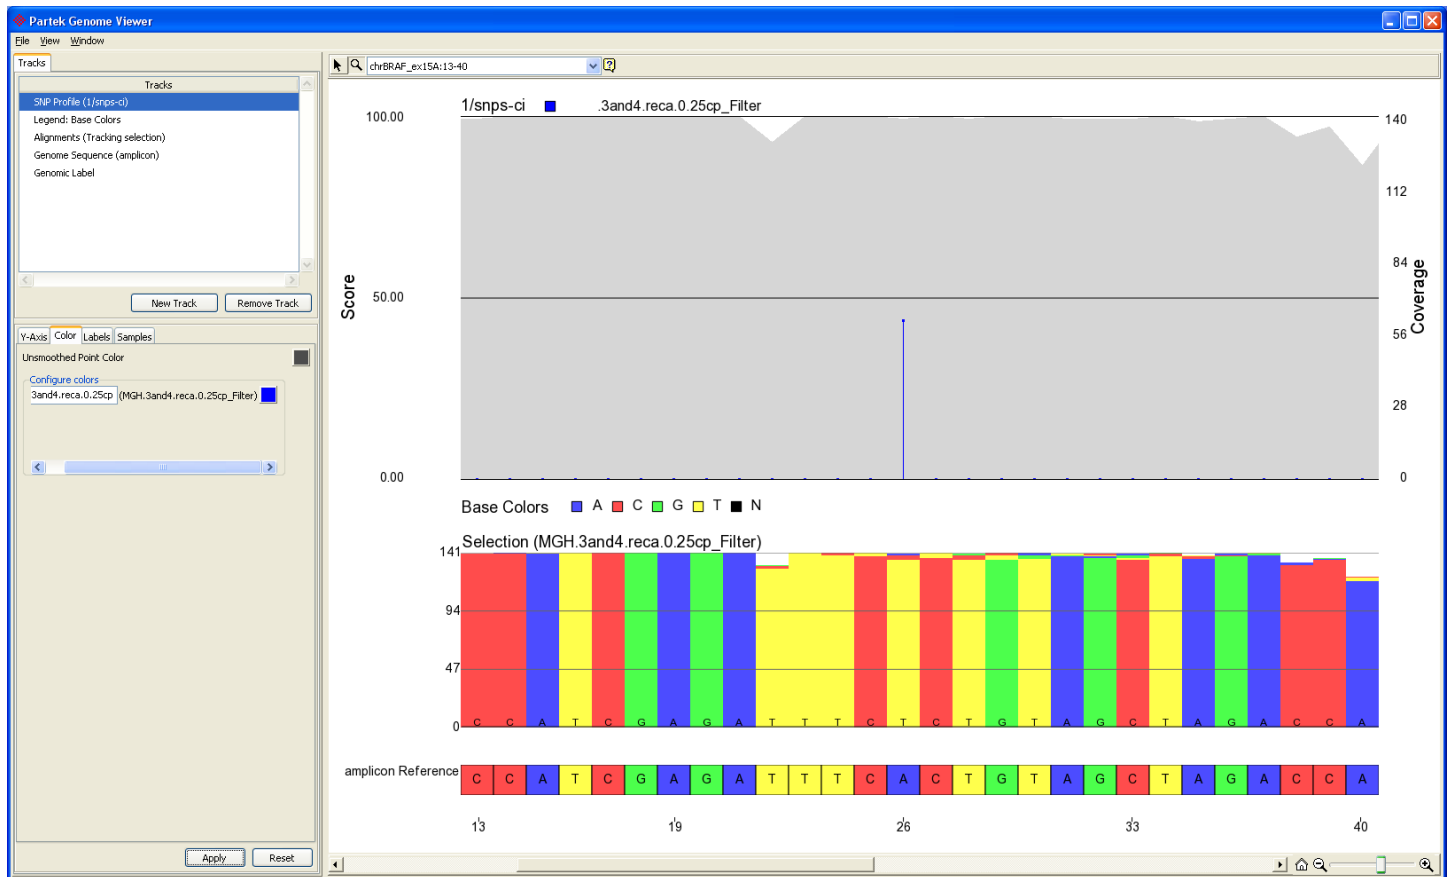 Partek Genome Viewer
File View Window
Tracks
Tracks
SNP Profile (1/snps-ci)
Legend: Base Colors
Alignments (Tracking selection)
Genome Sequence (amplicon)
Genomic Label
New Track Remove Track
Y-Axis Color Labels Samples
Unsmoothed Point Color
Configure colors
3and4.reca.0.25cp (MGH.3and4.reca.0.25cp_Filter)
Apply Reset
chrBRAF_ex15A:13-40
1/snps-ci .3and4.reca.0.25cp_Filter
100.00 140
112
84
Score 50.00 Coverage
56
28
0.00 0
Base Colors A C G T N
Selection (MGH.3and4.reca.0.25cp_Filter)
141
94
47
0
C C A T C G A G A T T T C T C T G T A G C T A G A C C A
amplicon Reference C C A T C G A G A T T T C A C T G T A G C T A G A C C A
13 19 26 33 40